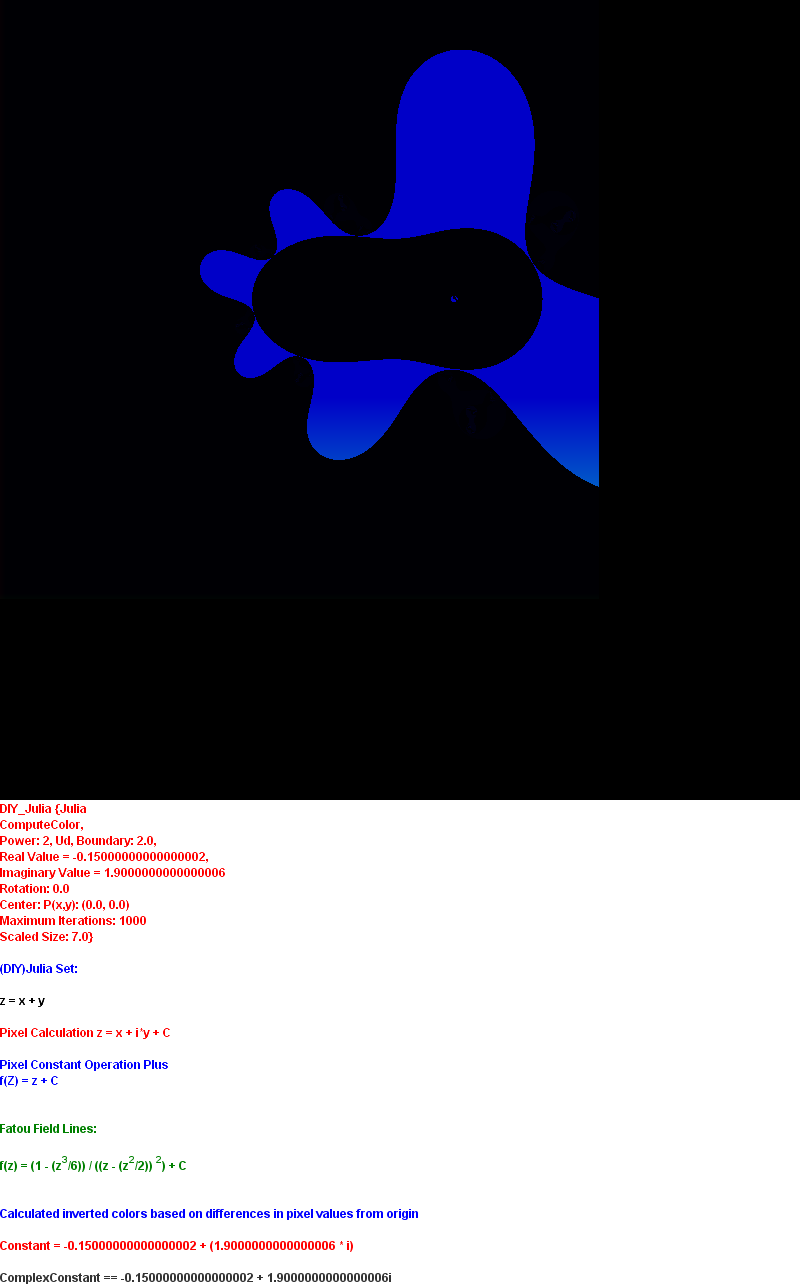 DIY_Julia {Julia
ComputeColor,
Power: 2, Ud, Boundary: 2.0,
Real Value = -0.15000000000000002,
Imaginary Value = 1.9000000000000006
Rotation: 0.0
Center: P(x,y): (0.0, 0.0)
Maximum Iterations: 1000
Scaled Size: 7.0}
(DIY)Julia Set:
z = x + y
Pixel Calculation z = x + i*y + C
Pixel Constant Operation Plus
f(Z) = z + C
Fatou Field Lines:
f(z) = (1 - (z³/6)) / ((z - (z²/2)) ²) + C
Calculated inverted colors based on differences in pixel values from origin
Constant = -0.15000000000000002 + (1.9000000000000006 * i)
ComplexConstant == -0.15000000000000002 + 1.9000000000000006i